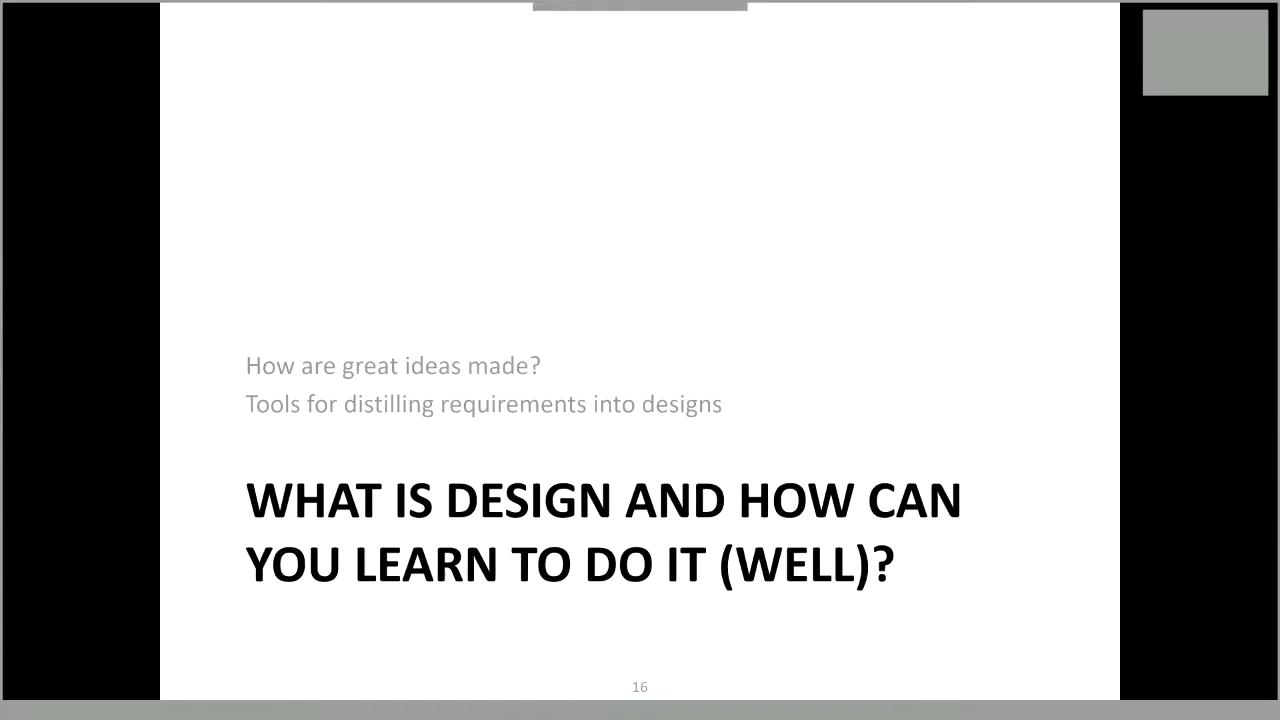 How are great ideas made?
Tools for distilling requirements into designs
WHAT IS DESIGN AND HOW CAN
YOU LEARN TO DO IT (WELL)?
16